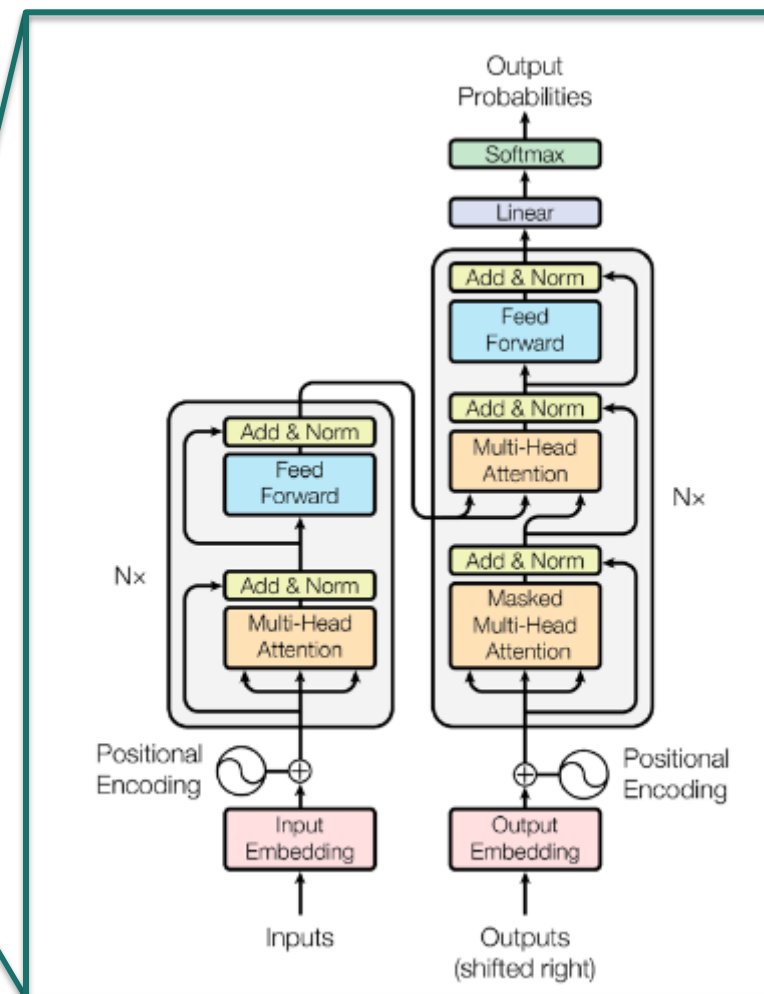 Output
Probabilities
Softmax
Linear
Add & Norm
Feed
Forward
Add & Norm
Multi-Head
Attention
Nx
Add & Norm
Masked
Multi-Head
Attention
Add & Norm
Feed
Forward
Nx
Add & Norm
Multi-Head
Attention
Positional
Encoding
Positional
Encoding
Input
Embedding
Output
Embedding
Inputs
Outputs
(shifted right)